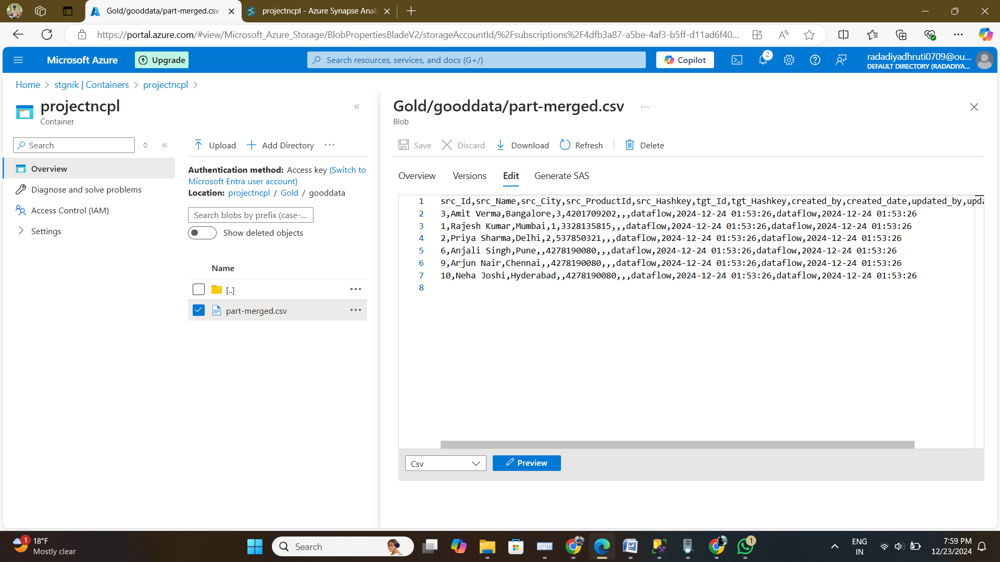 Gold/gooddata/part-merged.csv
projectncpl - Azure Synapse Analy
https://portal.azure.com/#view/Microsoft_Azure_Storage/BlobPropertiesBladeV2/storageAccountId/%2Fsubscriptions%2F4dfb3a87-a5be-4af3-b5ff-d11ad6f40...
Microsoft Azure
Upgrade
Search resources, services, and docs (G+/)
Copilot
2
radadiyadhruti0709@ou...
DEFAULT DIRECTORY (RADADIYA...
Home > stgnik | Containers > projectncpl >
projectncpl
Container
Search
Overview
Diagnose and solve problems
Access Control (IAM)
Settings
Upload
Add Directory
Authentication method: Access key (Switch to
Microsoft Entra user account)
Location: projectncpl / Gold / gooddata
Search blobs by prefix (case-...
Show deleted objects
Name
[..]
part-merged.csv
Gold/gooddata/part-merged.csv
Blob
Save
Discard
Download
Refresh
Delete
Overview
Versions
Edit
Generate SAS
1 src_Id,src_Name,src_City,src_ProductId,src_Hashkey,tgt_Id,tgt_Hashkey,created_by,created_date,updated_by,upda
2 3,Amit Verma,Bangalore,3,4201709202,,,dataflow,2024-12-24 01:53:26,dataflow,2024-12-24 01:53:26
3 1,Rajesh Kumar,Mumbai,1,3328135815,,,dataflow,2024-12-24 01:53:26,dataflow,2024-12-24 01:53:26
4 2,Priya Sharma,Delhi,2,537850321,,,dataflow,2024-12-24 01:53:26,dataflow,2024-12-24 01:53:26
5 6,Anjali Singh,Pune,,4278190080,,,dataflow,2024-12-24 01:53:26,dataflow,2024-12-24 01:53:26
6 9,Arjun Nair,Chennai,,4278190080,,,dataflow,2024-12-24 01:53:26,dataflow,2024-12-24 01:53:26
7 10,Neha Joshi,Hyderabad,,4278190080,,,dataflow,2024-12-24 01:53:26,dataflow,2024-12-24 01:53:26
8
Csv
Preview
1
18°F
Mostly clear
Search
1
ENG
IN
7:59 PM
12/23/2024